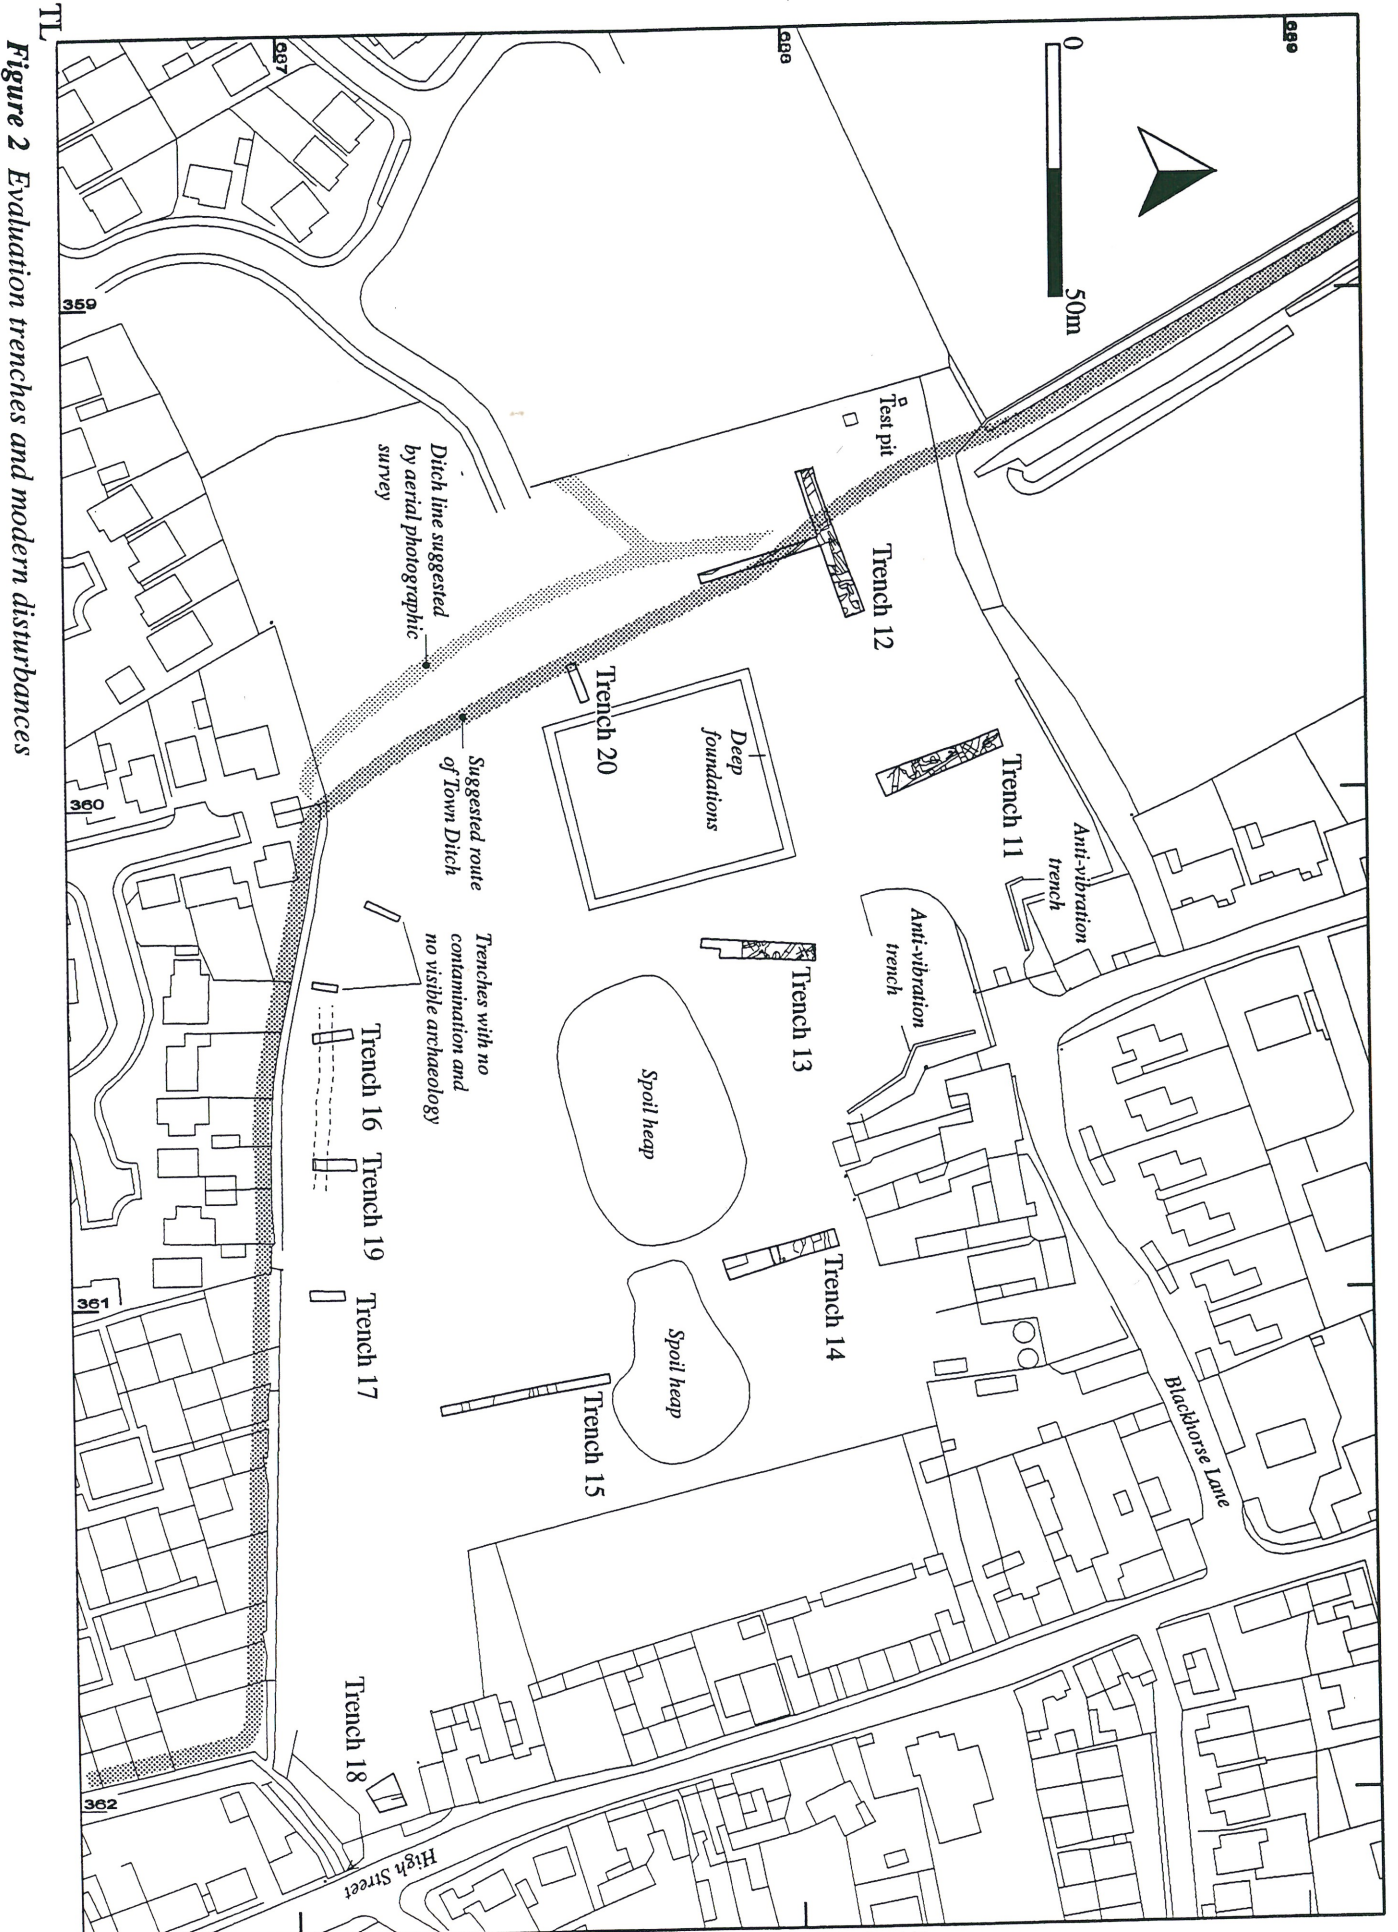 TL
687
688
689
0
50m
359
360
361
362
Test pit
Trench 12
Ditch line suggested
by aerial photographic
survey
Trench 20
Deep
foundations
Trench 11
Anti-vibration
trench
Suggested route
of Town Ditch
Anti-vibration
trench
Trench 13
Trenches with no
contamination and
no visible archaeology
Trench 16
Spoil heap
Trench 19
Trench 14
Trench 17
Spoil heap
Trench 15
Blackhorse Lane
Trench 18
High Street
Figure 2 Evaluation trenches and modern disturbances